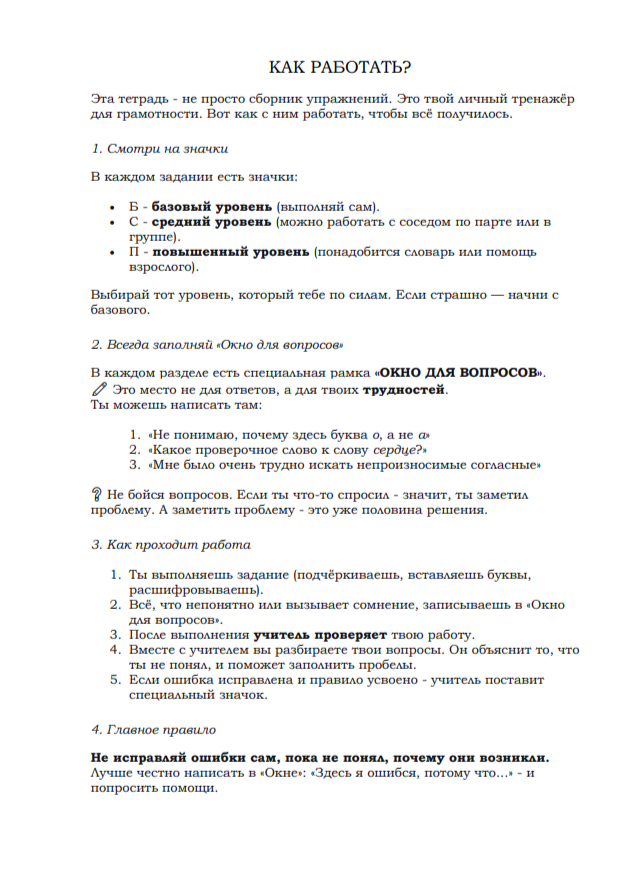 КАК РАБОТАТЬ?
Эта тетрадь - не просто сборник упражнений. Это твой личный тренажёр
для грамотности. Вот как с ним работать, чтобы всё получилось.
1. Смотри на значки
В каждом задании есть значки:
• Б - базовый уровень (выполняй сам).
• С - средний уровень (можно работать с соседом по парте или в
группе).
• П - повышенный уровень (понадобится словарь или помощь
взрослого).
Выбирай тот уровень, который тебе по силам. Если страшно — начни с
базового.
2. Всегда заполняй «Окно для вопросов»
В каждом разделе есть специальная рамка «ОКНО ДЛЯ ВОПРОСОВ».
Это место не для ответов, а для твоих трудностей.
Ты можешь написать там:
1. «Не понимаю, почему здесь буква о, а не а»
2. «Какое проверочное слово к слову сердце?»
3. «Мне было очень трудно искать непроизносимые согласные»
Не бойся вопросов. Если ты что-то спросил - значит, ты заметил
проблему. А заметить проблему - это уже половина решения.
3. Как проходит работа
1. Ты выполняешь задание (подчёркиваешь, вставляешь буквы,
расшифровываешь).
2. Всё, что непонятно или вызывает сомнение, записываешь в «Окно
для вопросов».
3. После выполнения учитель проверяет твою работу.
4. Вместе с учителем вы разбираете твои вопросы. Он объяснит то, что
ты не понял, и поможет заполнить пробелы.
5. Если ошибка исправлена и правило усвоено - учитель поставит
специальный значок.
4. Главное правило
Не исправляй ошибки сам, пока не понял, почему они возникли.
Лучше честно написать в «Окне»: «Здесь я ошибся, потому что...» - и
попросить помощи.